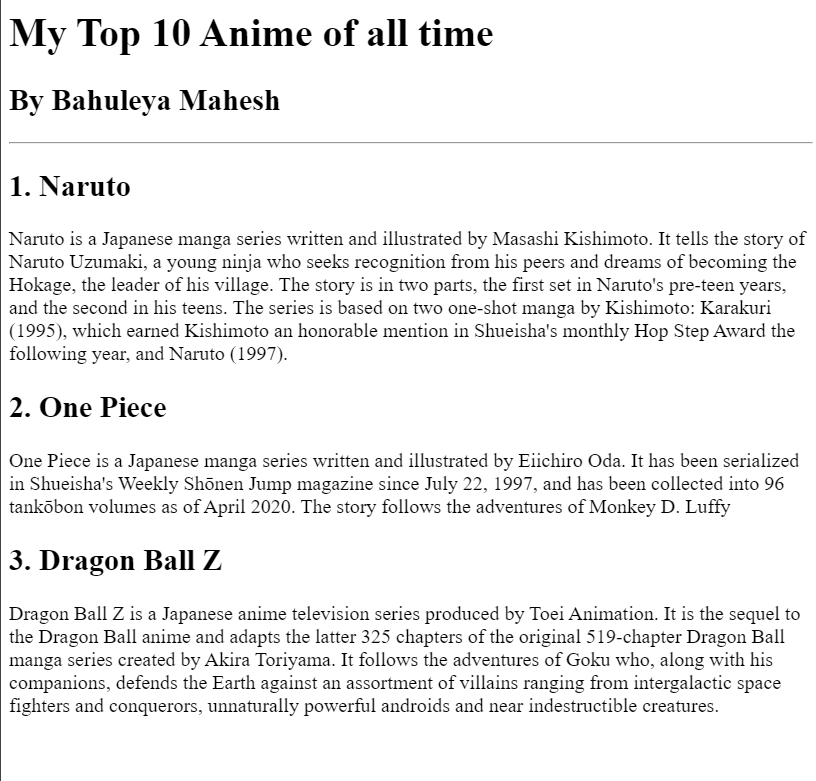 My Top 10 Anime of all time
By Bahuleya Mahesh
1. Naruto
Naruto is a Japanese manga series written and illustrated by Masashi Kishimoto. It tells the story of
Naruto Uzumaki, a young ninja who seeks recognition from his peers and dreams of becoming the
Hokage, the leader of his village. The story is in two parts, the first set in Naruto's pre-teen years,
and the second in his teens. The series is based on two one-shot manga by Kishimoto: Karakuri
(1995), which earned Kishimoto an honorable mention in Shueisha's monthly Hop Step Award the
following year, and Naruto (1997).
2. One Piece
One Piece is a Japanese manga series written and illustrated by Eiichiro Oda. It has been serialized
in Shueisha's Weekly Shōnen Jump magazine since July 22, 1997, and has been collected into 96
tankōbon volumes as of April 2020. The story follows the adventures of Monkey D. Luffy
3. Dragon Ball Z
Dragon Ball Z is a Japanese anime television series produced by Toei Animation. It is the sequel to
the Dragon Ball anime and adapts the latter 325 chapters of the original 519-chapter Dragon Ball
manga series created by Akira Toriyama. It follows the adventures of Goku who, along with his
companions, defends the Earth against an assortment of villains ranging from intergalactic space
fighters and conquerors, unnaturally powerful androids and near indestructible creatures.